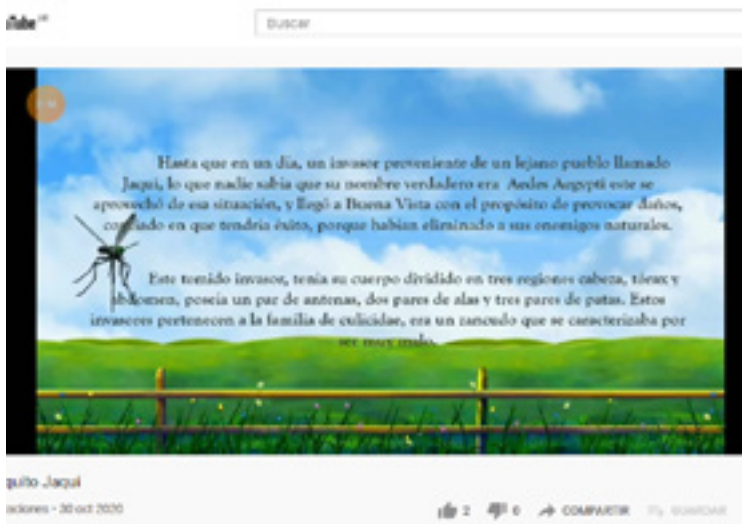 Buscar
Hasta que en un día, un invasor proveniente de un lejano pueblo llamado
Jaqui, lo que nadie sabia que su nombre verdadero era Aedes Aegypti este se
aprovechó de esa situación, y llegó a Buena Vista con el propósito de provocar daños,
confiado en que tendría éxito, porque habían eliminado a sus enemigos naturales.
Este temido invasor, tenia su cuerpo dividido en tres regiones cabeza, tórax y
abdomen, poseía un par de antenas, dos pares de alas y tres pares de patas. Estos
invasores pertenecen a la familia de culicidae, era un zancudo que se caracterizaba por
ser muy malo.
quito Jaqui
30 oct 2020
2 0 COMPARTIR GUARDAR